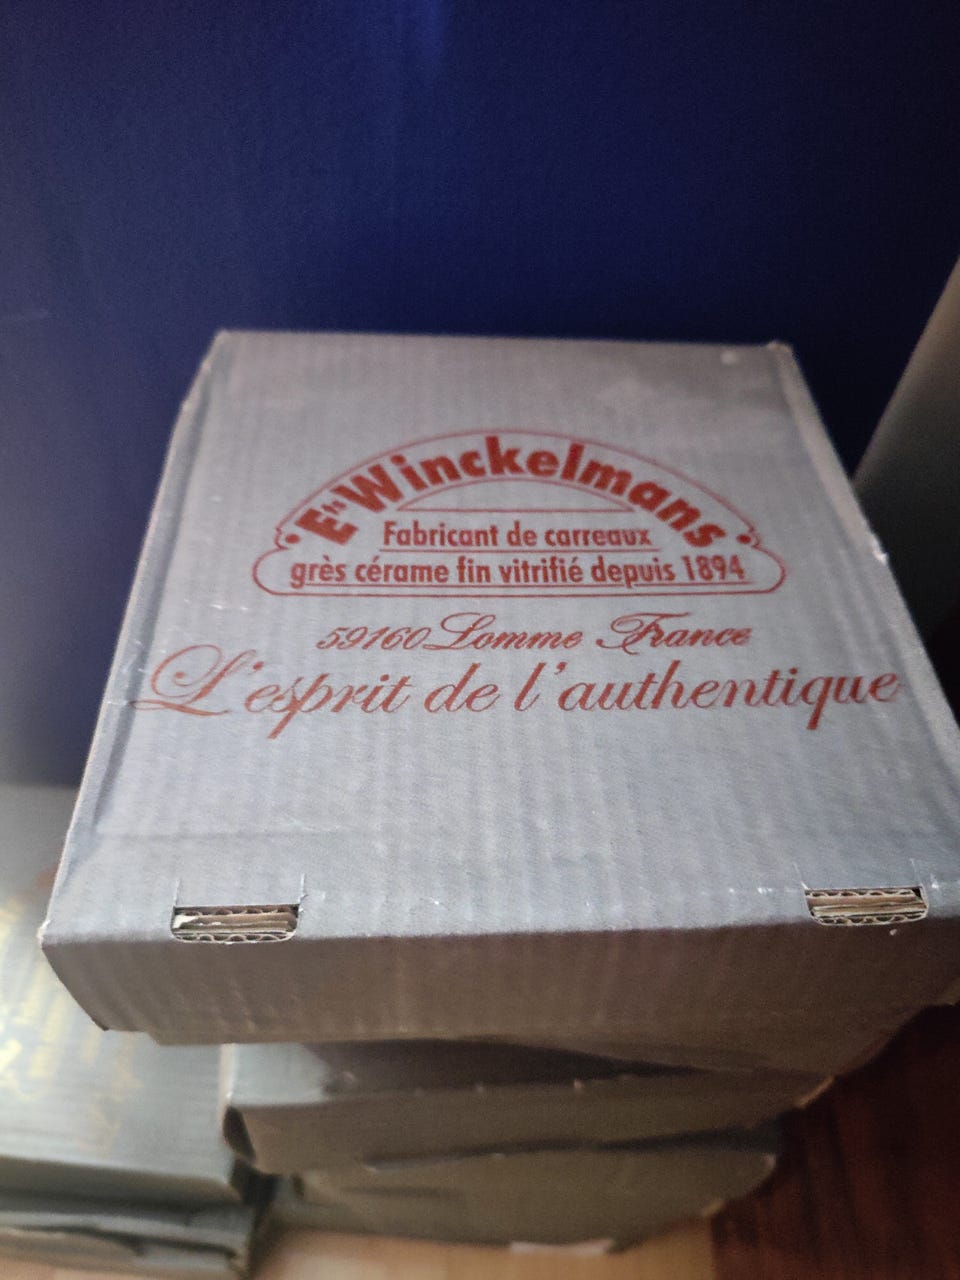 Ets Winckelmans
Fabricant de carreaux
grès cérame fin vitrifié depuis 1894
59160 Lomme France
L'esprit de l'authentique